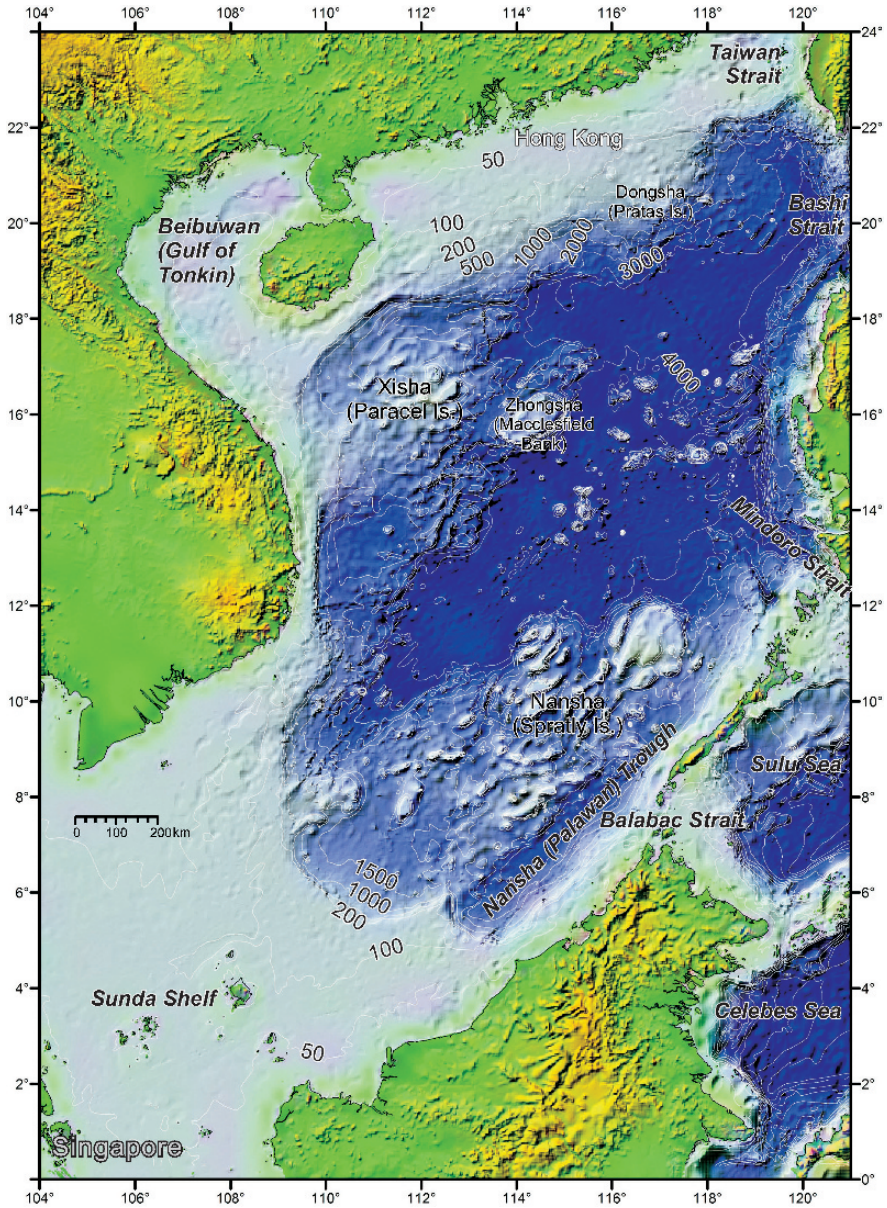 104° 106° 108° 110° 112° 114° 116° 118° 120°
24°
Taiwan
Strait
22° 22°
Hong Kong
50
Dongsha
(Pratas Is.)
20° 20°
Bashi
Strait
Beibuwan
(Gulf of
Tonkin)
100
200
500
1000
2000
3000
18° 18°
4000
Xisha
(Paracel Is.)
16° 16°
Zhongsha
(Macclesfield
Bank)
14° 14°
Mindoro Strait
12° 12°
10° 10°
Nansha
(Spratly Is.)
Sulu Sea
8° 8°
0 100 200km
Nansha (Palawan) Trough
Balabac Strait
1500
1000
200
6° 6°
100
4° 4°
Sunda Shelf
Celebes Sea
50
2° 2°
Singapore
0°
104° 106° 108° 110° 112° 114° 116° 118° 120°